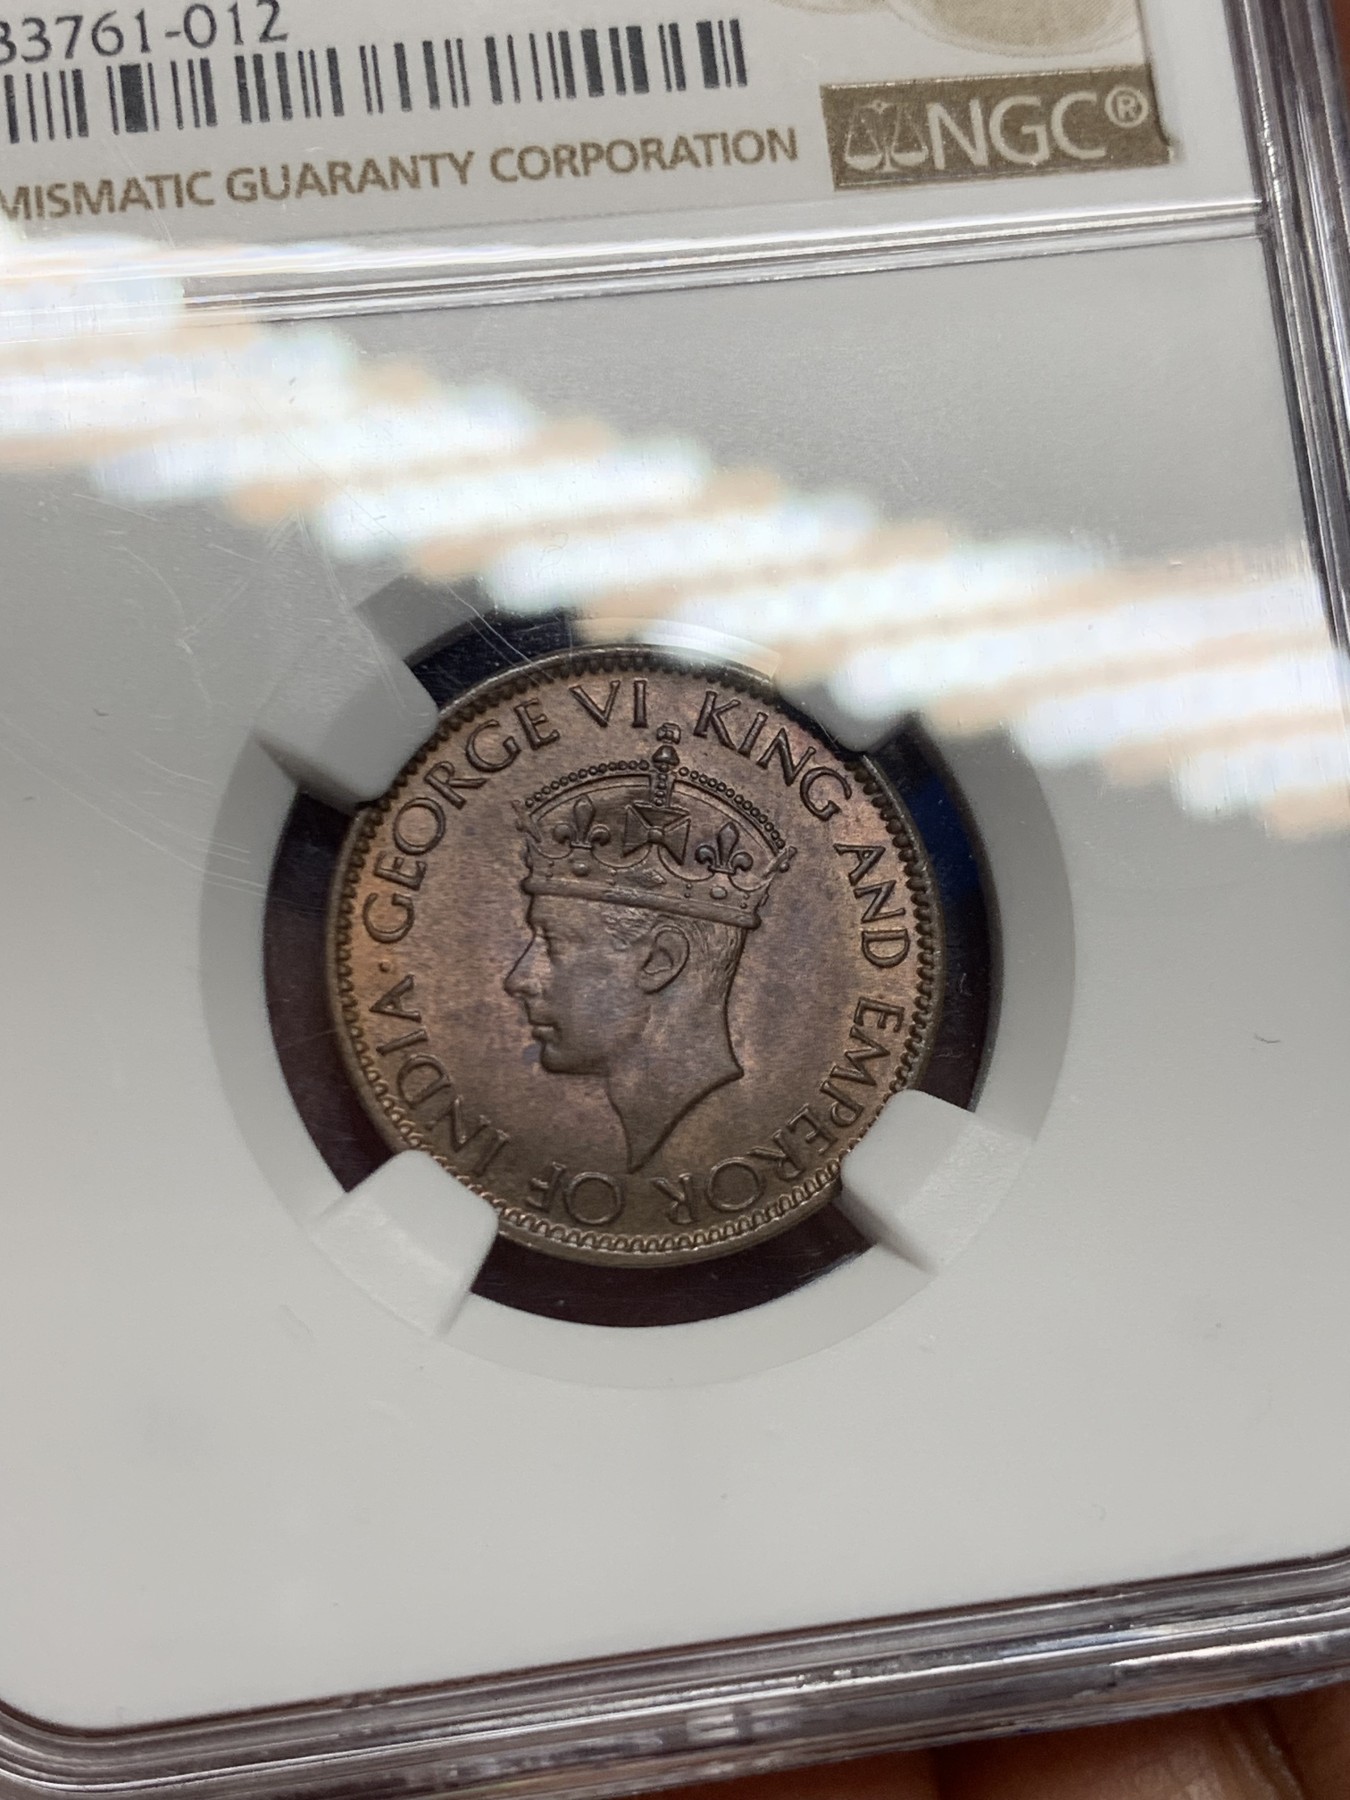 33761-012
MISMATIC GUARANTY CORPORATION
NGC®
GEORGE VI KING AND EMPEROR OF INDIA·